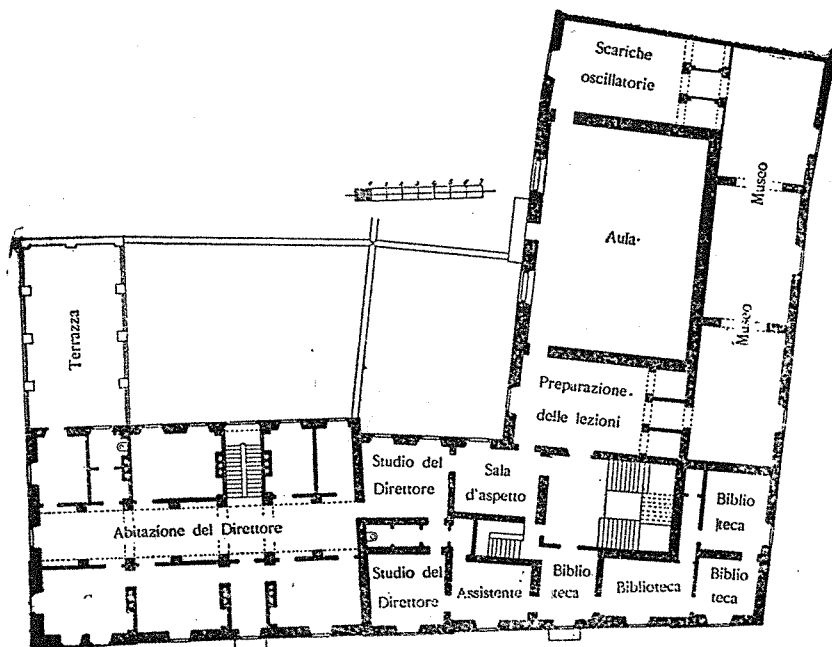 Scariche
oscillatorie
Museo
Aula.
Museo
Terrazza
Preparazione.
delle lezioni
Studio del
Direttore
Sala
d'aspetto
Biblio
teca
Abitazione del Direttore
Studio del
Direttore
Assistente
Biblio
teca
Biblioteca
Biblio
teca